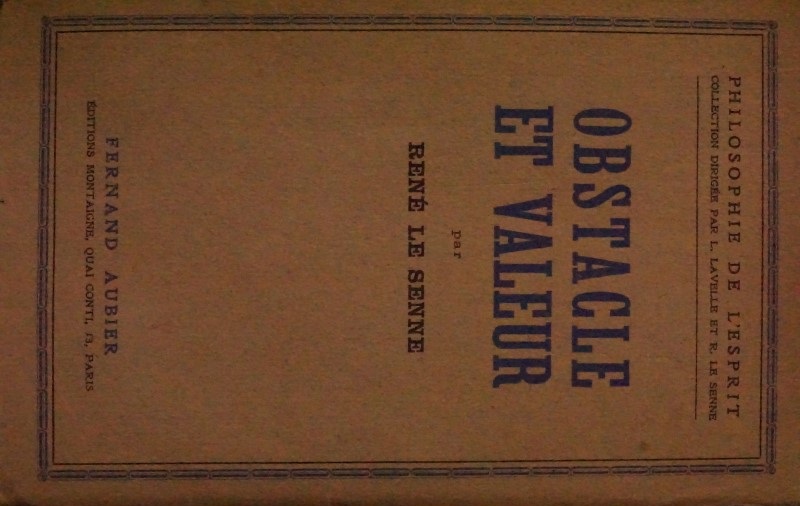 PHILOSOPHIE DE L'ESPRIT
COLLECTION DIRIGÉE PAR L. LAVELLE ET R. LE SENNE
OBSTACLE
ET VALEUR
par
RENÉ LE SENNE
FERNAND AUBIER
ÉDITIONS MONTAIGNE, QUAI CONTI, 13, PARIS